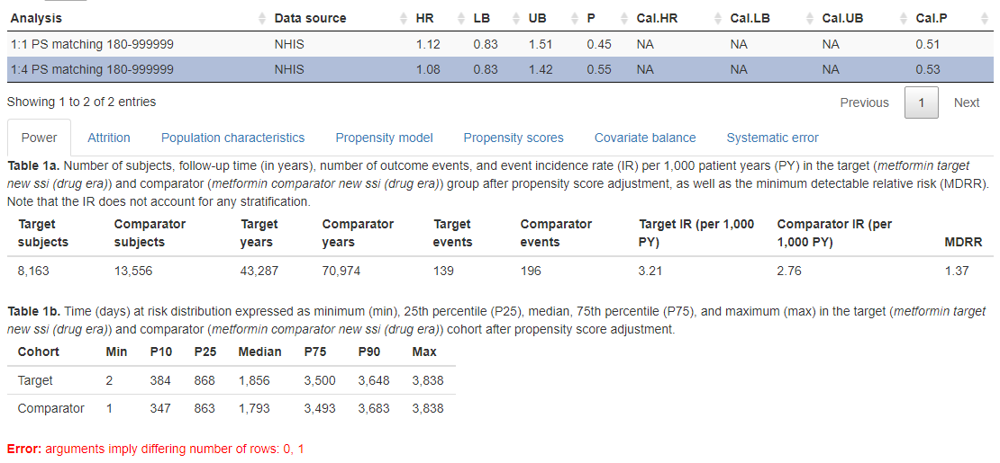 Analysis Data source HR LB UB P Cal.HR Cal.LB Cal.UB Cal.P
1:1 PS matching 180-999999 NHIS 1.12 0.83 1.51 0.45 NA NA NA 0.51
1:4 PS matching 180-999999 NHIS 1.08 0.83 1.42 0.55 NA NA NA 0.53
Showing 1 to 2 of 2 entries Previous 1 Next
Power Attrition Population characteristics Propensity model Propensity scores Covariate balance Systematic error
Table 1a. Number of subjects, follow-up time (in years), number of outcome events, and event incidence rate (IR) per 1,000 patient years (PY) in the target (metformin target
new ssi (drug era)) and comparator (metformin comparator new ssi (drug era)) group after propensity score adjustment, as well as the minimum detectable relative risk (MDRR).
Note that the IR does not account for any stratification.
Target Comparator Target Comparator Target Comparator Target IR (per 1,000 Comparator IR (per
subjects subjects years years events events PY) 1,000 PY) MDRR
8,163 13,556 43,287 70,974 139 196 3.21 2.76 1.37
Table 1b. Time (days) at risk distribution expressed as minimum (min), 25th percentile (P25), median, 75th percentile (P75), and maximum (max) in the target (metformin target
new ssi (drug era)) and comparator (metformin comparator new ssi (drug era)) cohort after propensity score adjustment.
Cohort Min P10 P25 Median P75 P90 Max
Target 2 384 868 1,856 3,500 3,648 3,838
Comparator 1 347 863 1,793 3,493 3,683 3,838
Error: arguments imply differing number of rows: 0, 1